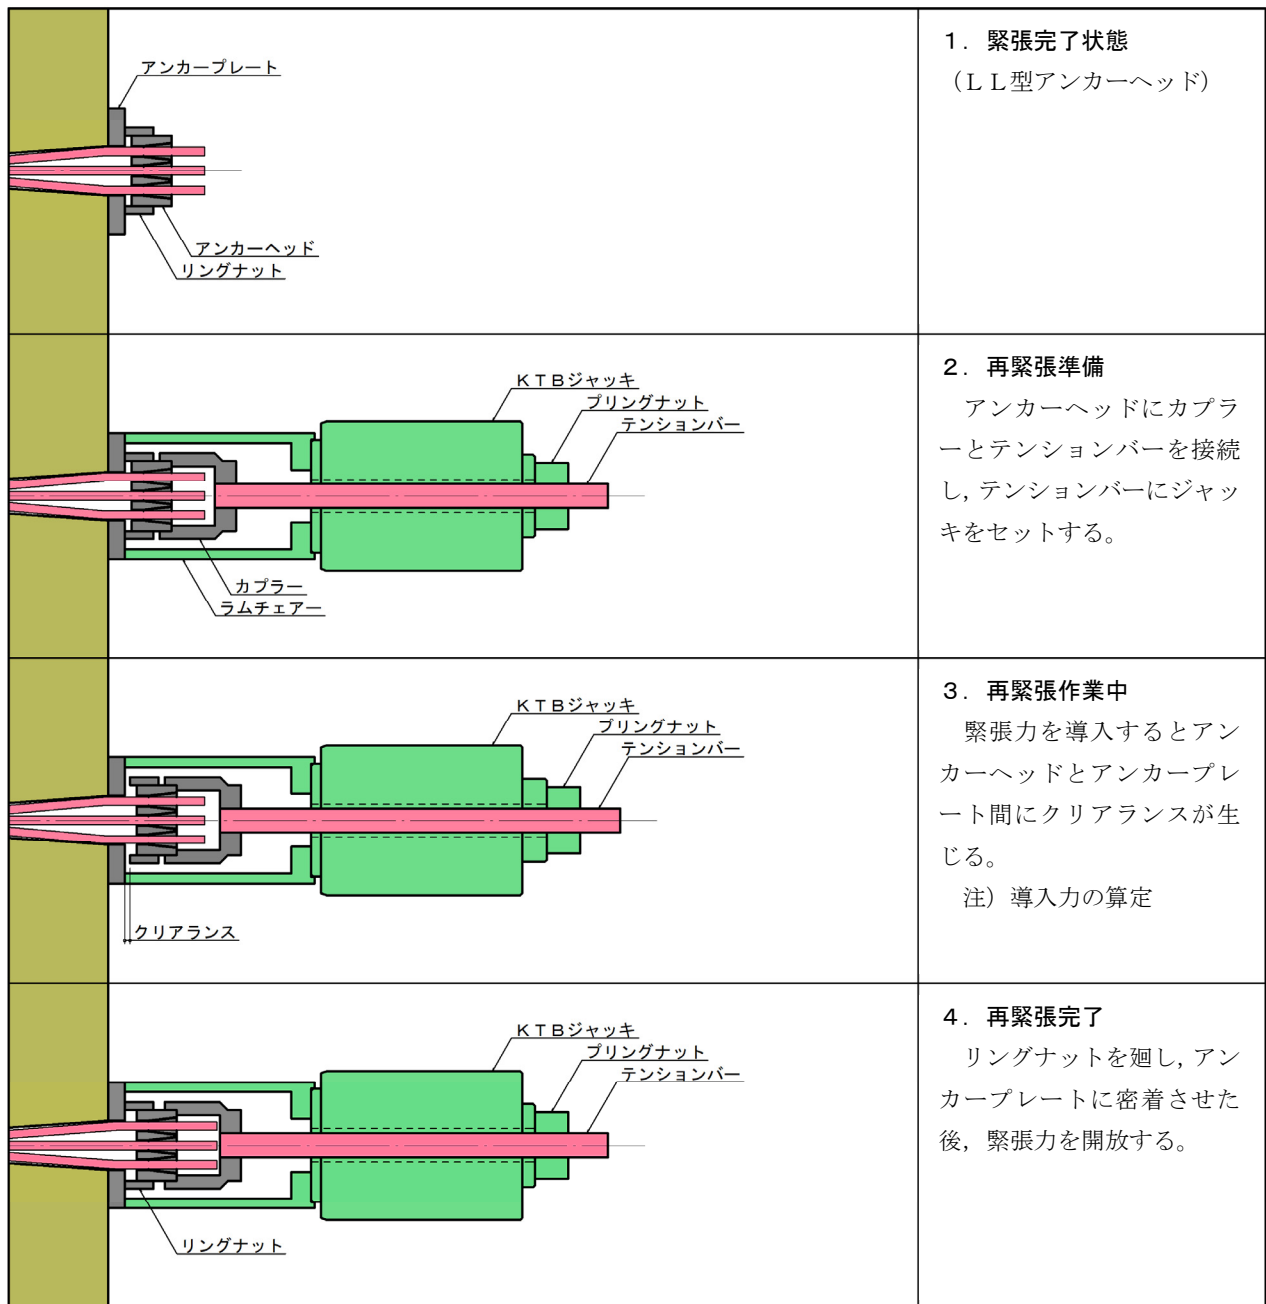 アンカープレート
アンカーヘッド
リングナット
1．緊張完了状態
（ＬＬ型アンカーヘッド）
ＫＴＢジャッキ
プリングナット
テンションバー
カプラー
ラムチェアー
2．再緊張準備
アンカーヘッドにカプラ
ーとテンションバーを接続
し，テンションバーにジャッ
キをセットする。
ＫＴＢジャッキ
プリングナット
テンションバー
クリアランス
3．再緊張作業中
緊張力を導入するとアン
カーヘッドとアンカープレ
ート間にクリアランスが生
じる。
注）導入力の算定
ＫＴＢジャッキ
プリングナット
テンションバー
リングナット
4．再緊張完了
リングナットを廻し，アン
カープレートに密着させた
後，緊張力を開放する。